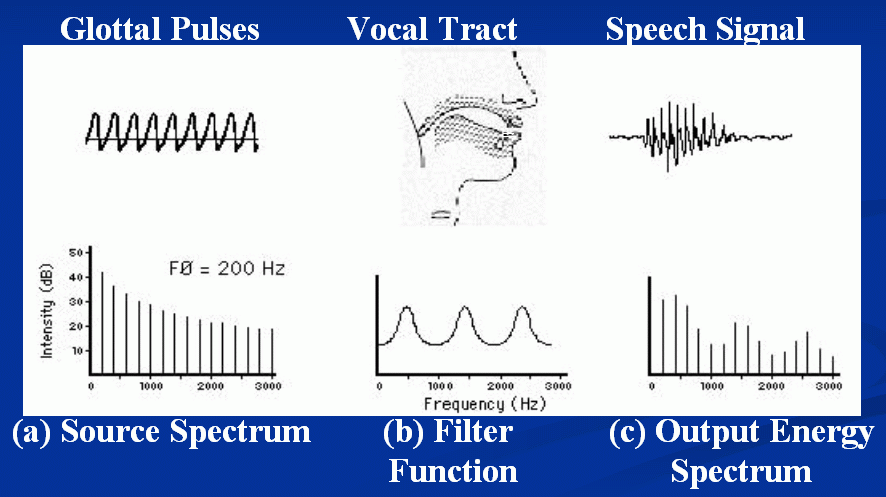 Glottal Pulses
Vocal Tract
Speech Signal
Intensity (dB)
50
40
30
20
10
FØ = 200 Hz
0
1000
2000
3000
0
1000
2000
3000
Frequency (Hz)
0
1000
2000
3000
(a) Source Spectrum
(b) Filter
Function
(c) Output Energy
Spectrum